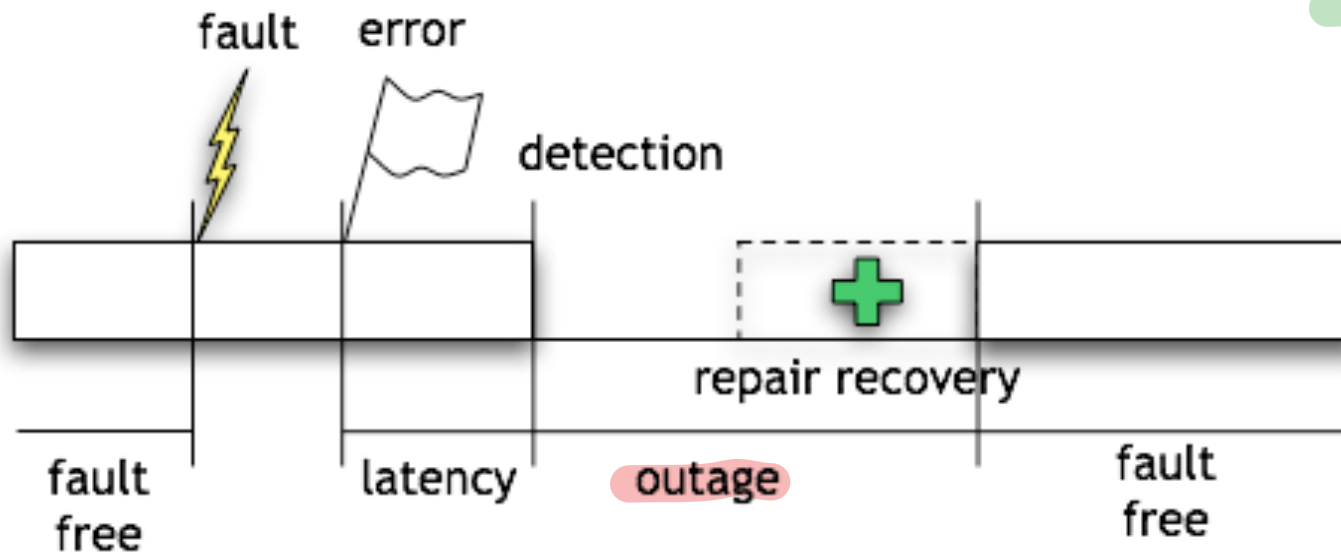 fault error
detection
repair recovery
fault
free
latency
outage
fault
free